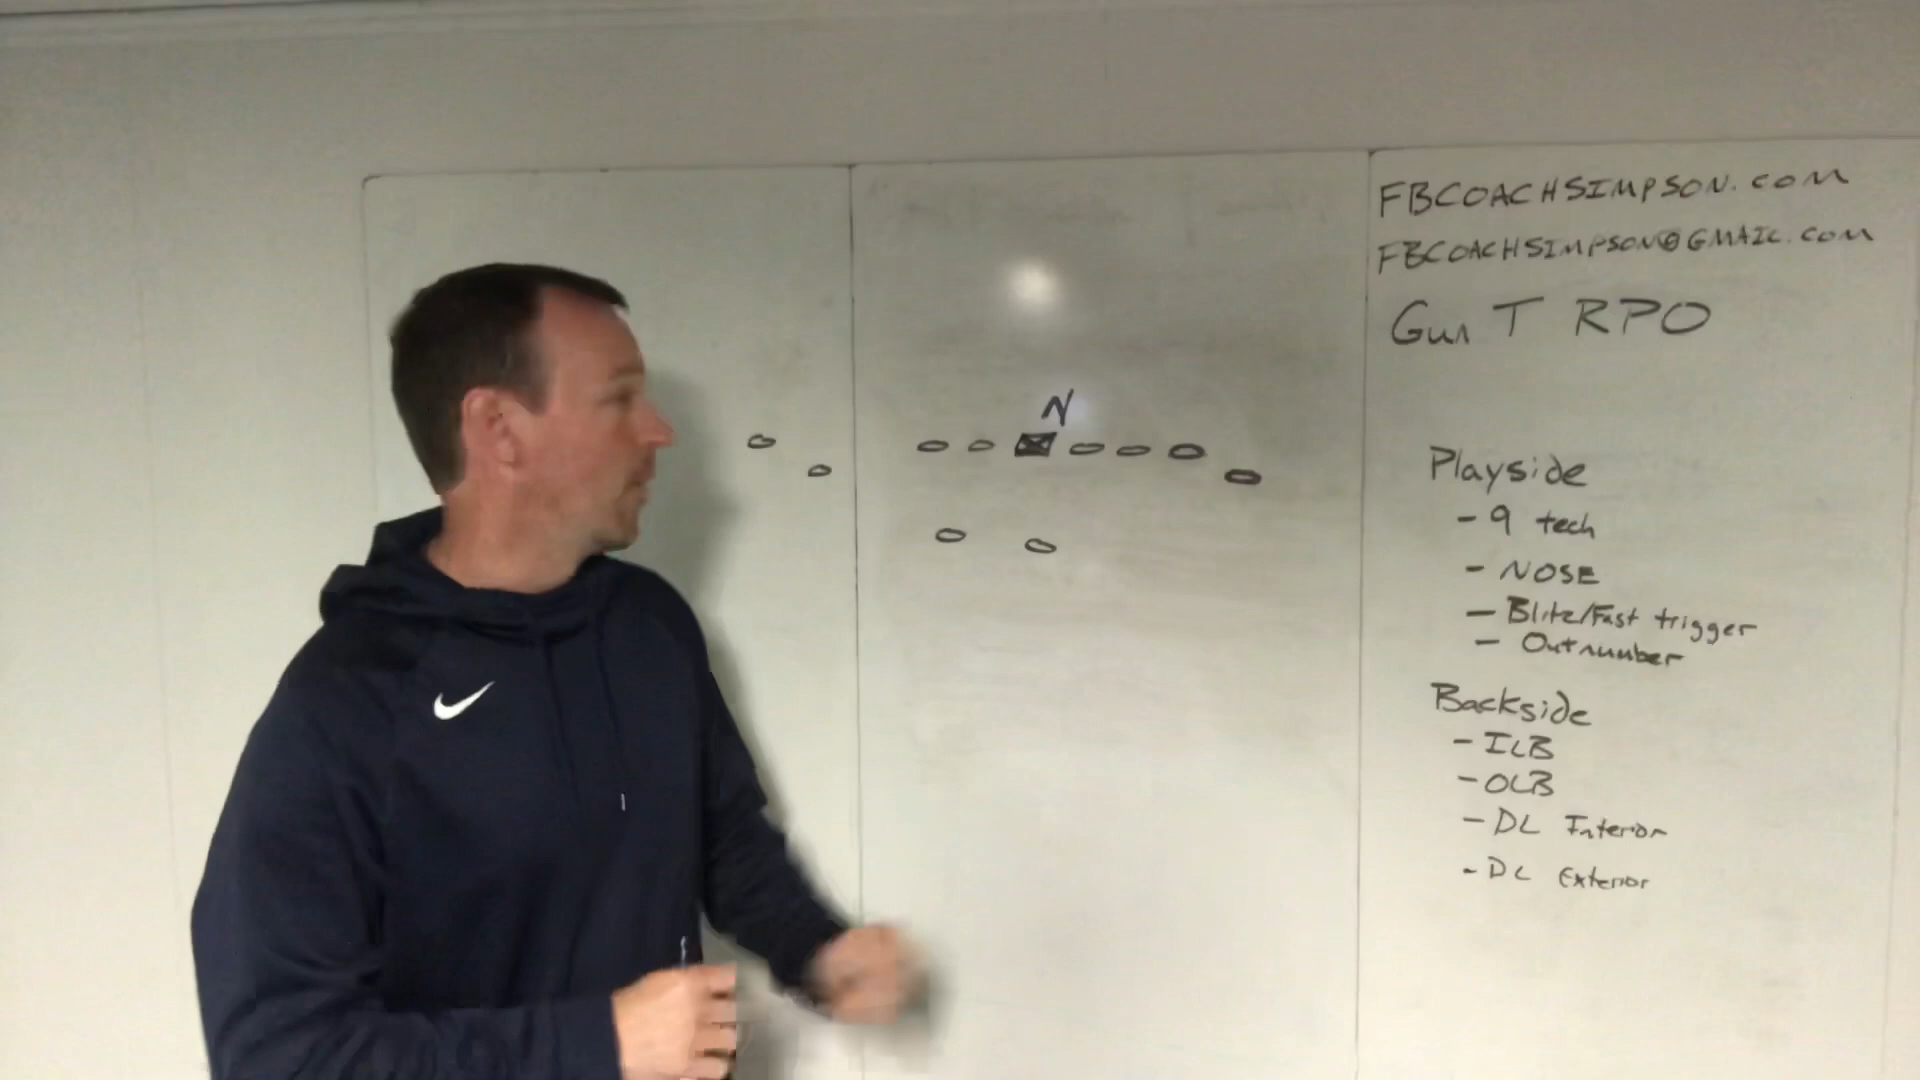 FBCOACHSIMPSON.COM
FBCOACHSIMPSON@GMAIL.COM
Gun T RPO
N
Playside
- 9 tech
- NOSE
- Blitz/Fast trigger
- Outnumber
Backside
- ILB
- OLB
- DL Interior
- DL Exterior